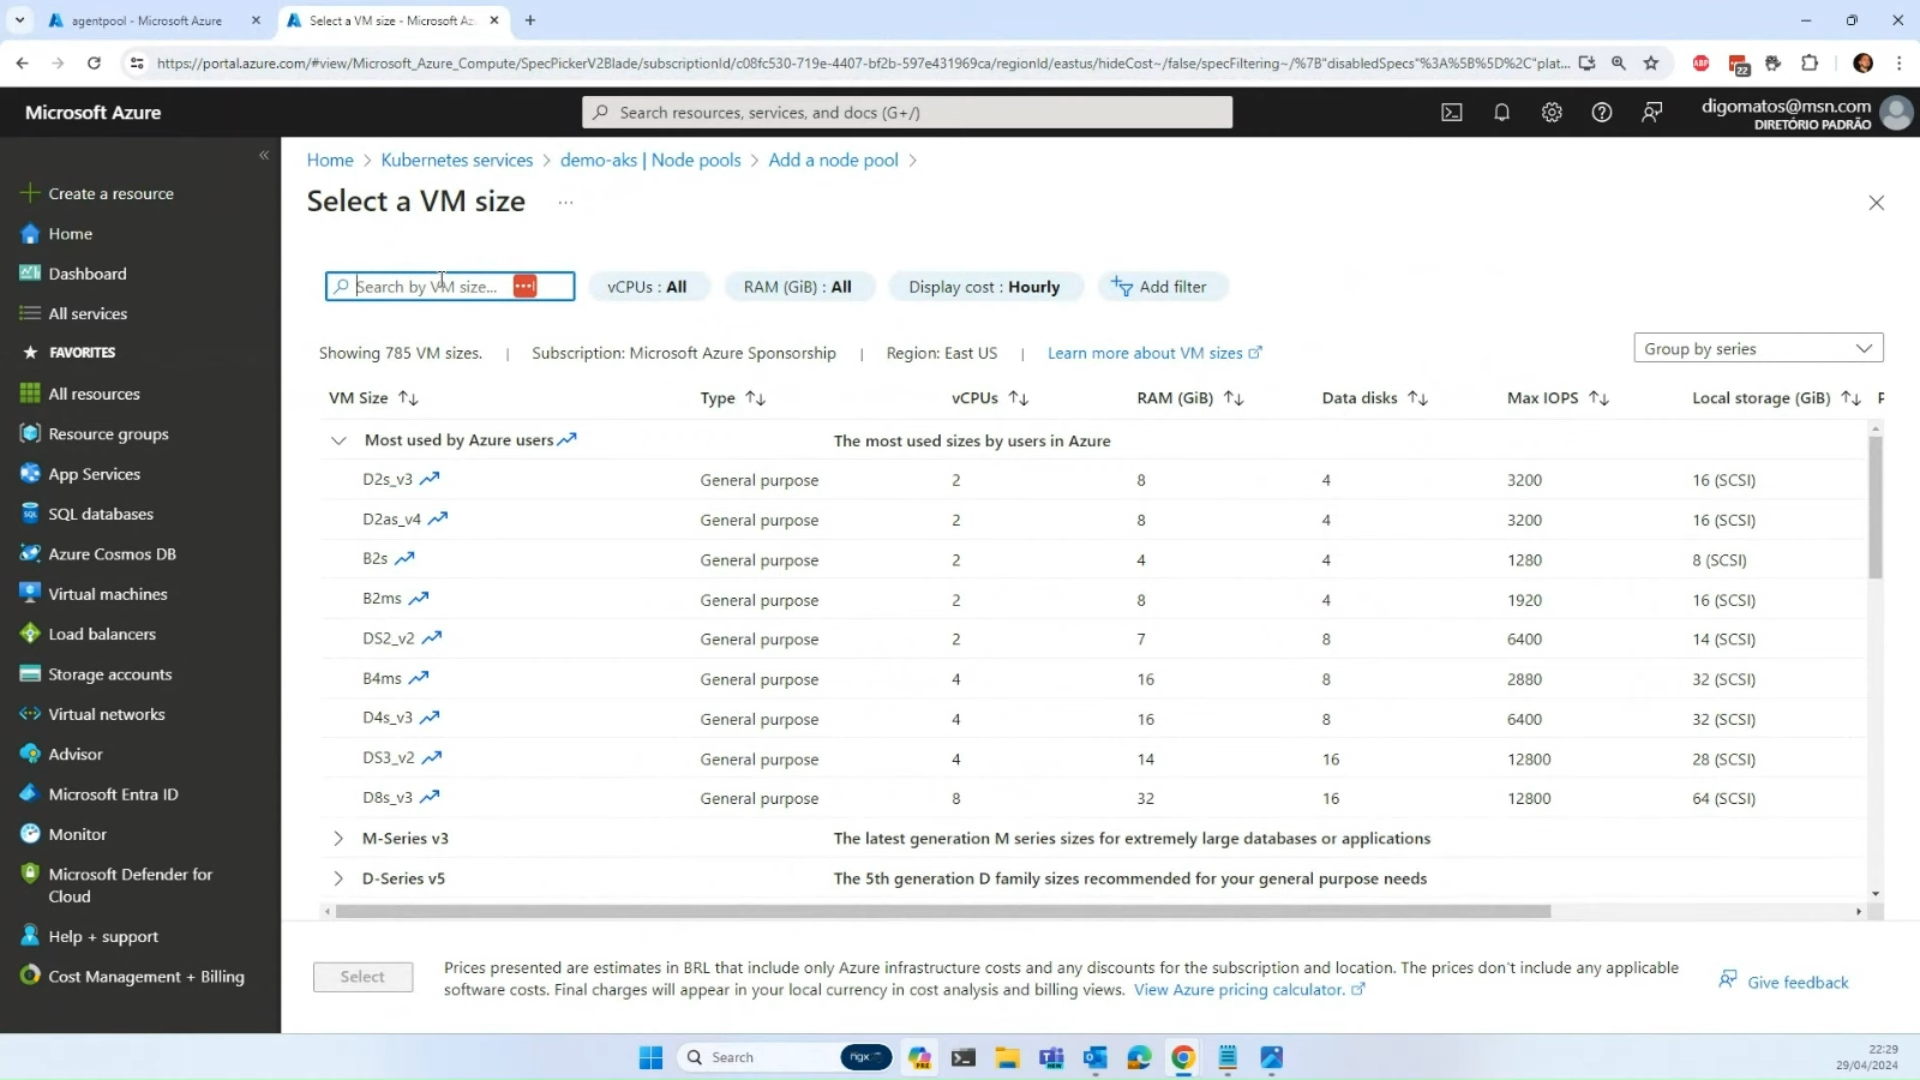 agentpool - Microsoft Azure
Select a VM size - Microsoft Az
https://portal.azure.com/#view/Microsoft_Azure_Compute/SpecPickerV2Blade/subscriptionId/c08fc530-719e-4407-bf2b-597e431969ca/regionId/eastus/hideCost~/false/specFiltering~/%7B"disabledSpecs"%3A%5B%5D%2C"plat...
ABP
22
Microsoft Azure
Search resources, services, and docs (G+/)
digomatos@msn.com
DIRETÓRIO PADRÃO
Create a resource
Home
Dashboard
All services
FAVORITES
All resources
Resource groups
App Services
SQL databases
Azure Cosmos DB
Virtual machines
Load balancers
Storage accounts
Virtual networks
Advisor
Microsoft Entra ID
Monitor
Microsoft Defender for
Cloud
Help + support
Cost Management + Billing
Home > Kubernetes services > demo-aks | Node pools > Add a node pool >
Select a VM size ...
Search by VM size...
vCPUs : All
RAM (GiB) : All
Display cost : Hourly
Add filter
Showing 785 VM sizes. | Subscription: Microsoft Azure Sponsorship | Region: East US | Learn more about VM sizes
Group by series
VM Size Type vCPUs RAM (GiB) Data disks Max IOPS Local storage (GiB) P
Most used by Azure users The most used sizes by users in Azure
D2s_v3 General purpose 2 8 4 3200 16 (SCSI)
D2as_v4 General purpose 2 8 4 3200 16 (SCSI)
B2s General purpose 2 4 4 1280 8 (SCSI)
B2ms General purpose 2 8 4 1920 16 (SCSI)
DS2_v2 General purpose 2 7 8 6400 14 (SCSI)
B4ms General purpose 4 16 8 2880 32 (SCSI)
D4s_v3 General purpose 4 16 8 6400 32 (SCSI)
DS3_v2 General purpose 4 14 16 12800 28 (SCSI)
D8s_v3 General purpose 8 32 16 12800 64 (SCSI)
M-Series v3 The latest generation M series sizes for extremely large databases or applications
D-Series v5 The 5th generation D family sizes recommended for your general purpose needs
Select
Prices presented are estimates in BRL that include only Azure infrastructure costs and any discounts for the subscription and location. The prices don't include any applicable
software costs. Final charges will appear in your local currency in cost analysis and billing views. View Azure pricing calculator.
Give feedback
Search
22:29
29/04/2024